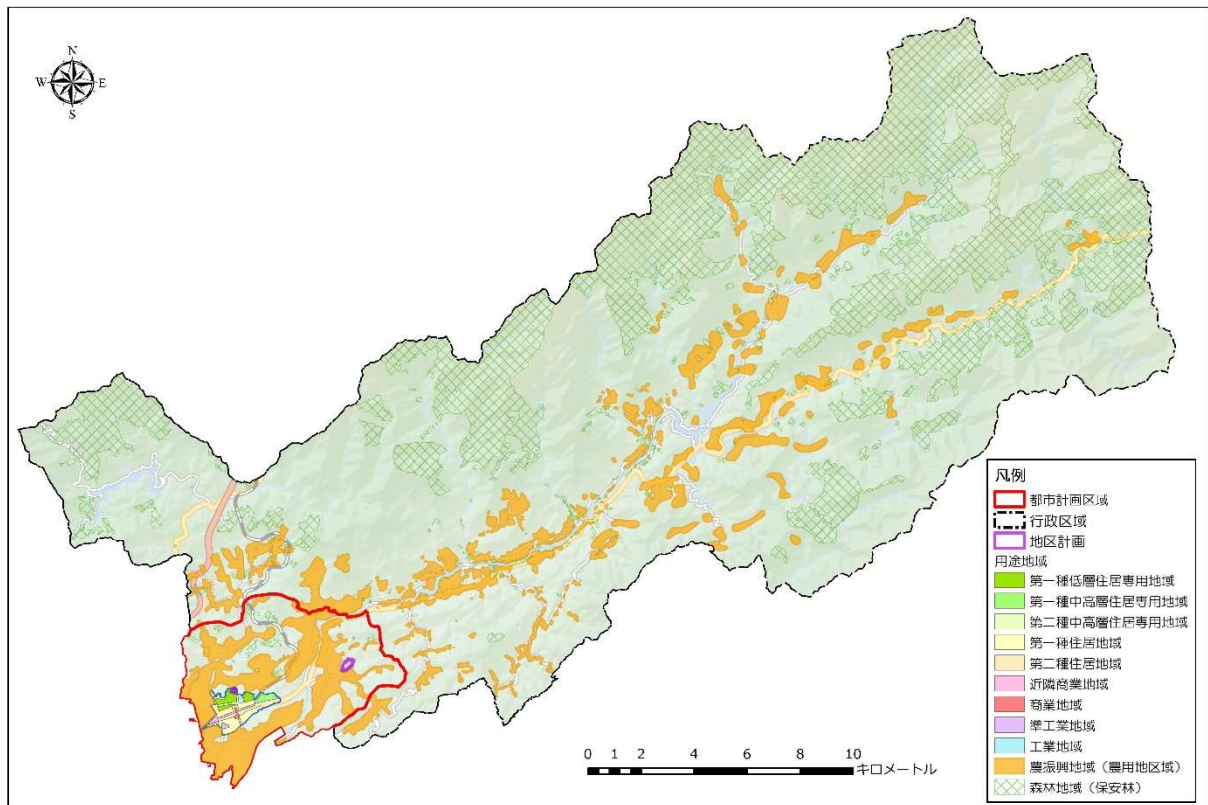 N
W E
S
凡例
都市計画区域
行政区域
地区計画
用途地域
第一種低層住居専用地域
第一種中高層住居専用地域
第二種中高層住居専用地域
第一種住居地域
第二種住居地域
近隣商業地域
商業地域
準工業地域
工業地域
農振興地域（農用地区域）
森林地域（保安林）
0 1 2 4 6 8 10
キロメートル